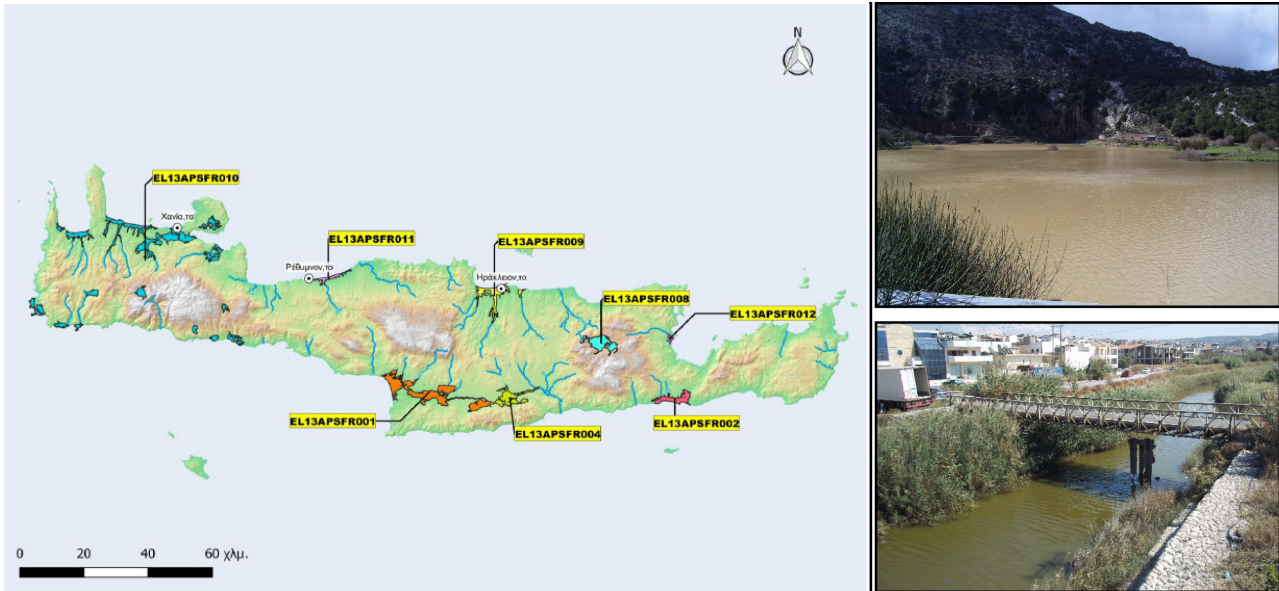 N
EL13APSFR010
Χανία,τα
EL13APSFR011
EL13APSFR009
Ρέθυμνον,το
Ηράκλειον,το
EL13APSFR008
EL13APSFR012
EL13APSFR001
EL13APSFR004
EL13APSFR002
0 20 40 60 χλμ.